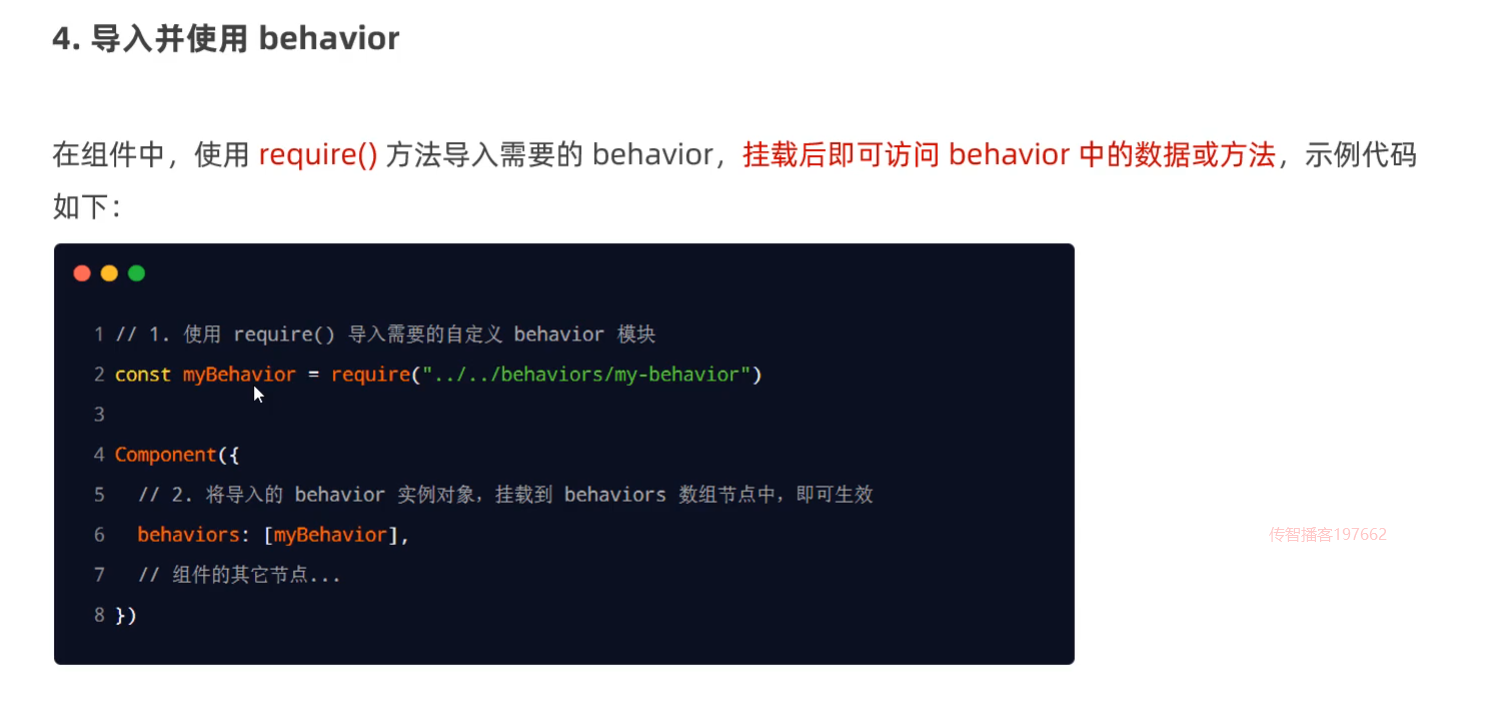 4. 导入并使用 behavior
在组件中，使用 require() 方法导入需要的 behavior，挂载后即可访问 behavior 中的数据或方法，示例代码
如下：
1 // 1. 使用 require() 导入需要的自定义 behavior 模块
2 const myBehavior = require("../../behaviors/my-behavior")
3
4 Component({
5 // 2. 将导入的 behavior 实例对象，挂载到 behaviors 数组节点中，即可生效
6 behaviors: [myBehavior],
传智播客197662
7 // 组件的其它节点...
8 })